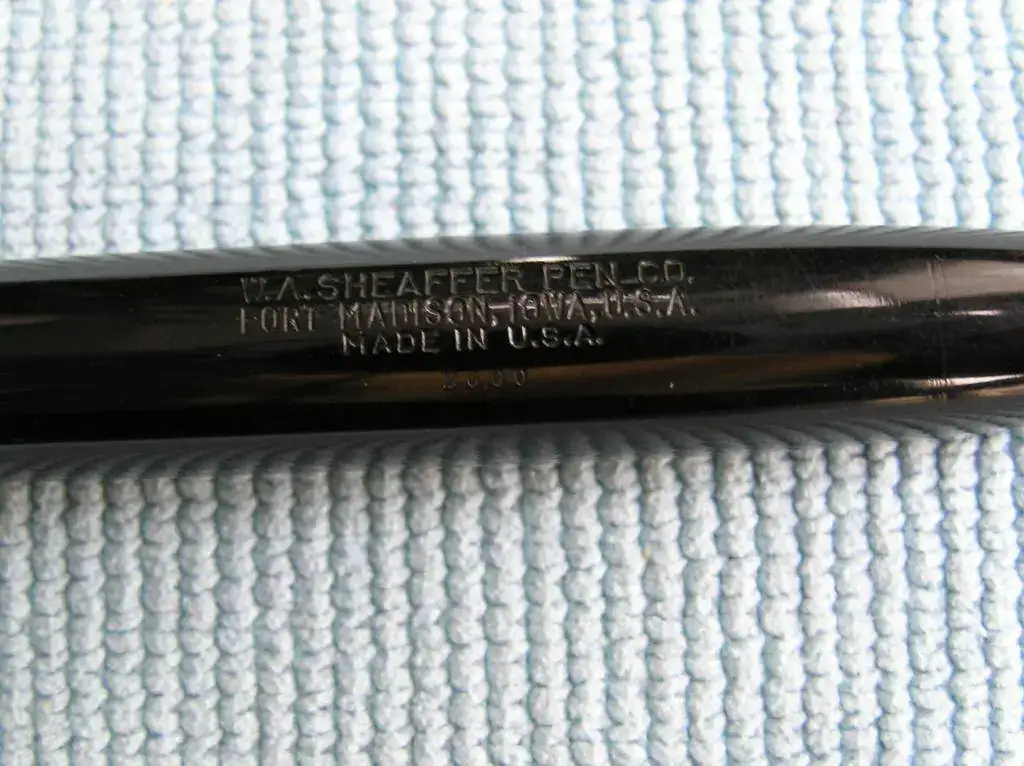 W.A. SHEAFFER PEN CO.
FORT MADISON, IOWA, U.S.A.
MADE IN U.S.A.